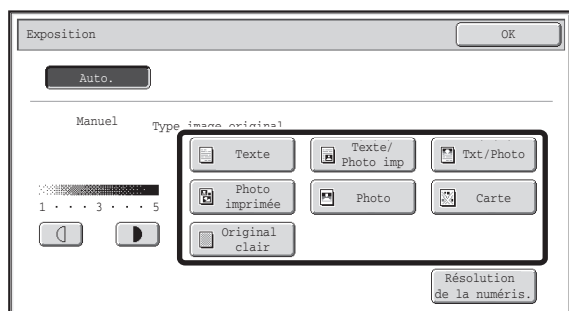 Exposition
OK
Auto.
Manuel
Type image original
Texte
Texte/
Photo imp
Txt/Photo
1 · · · 3 · · · 5
Photo
imprimée
Photo
Carte
Original
clair
Résolution
de la numéris.